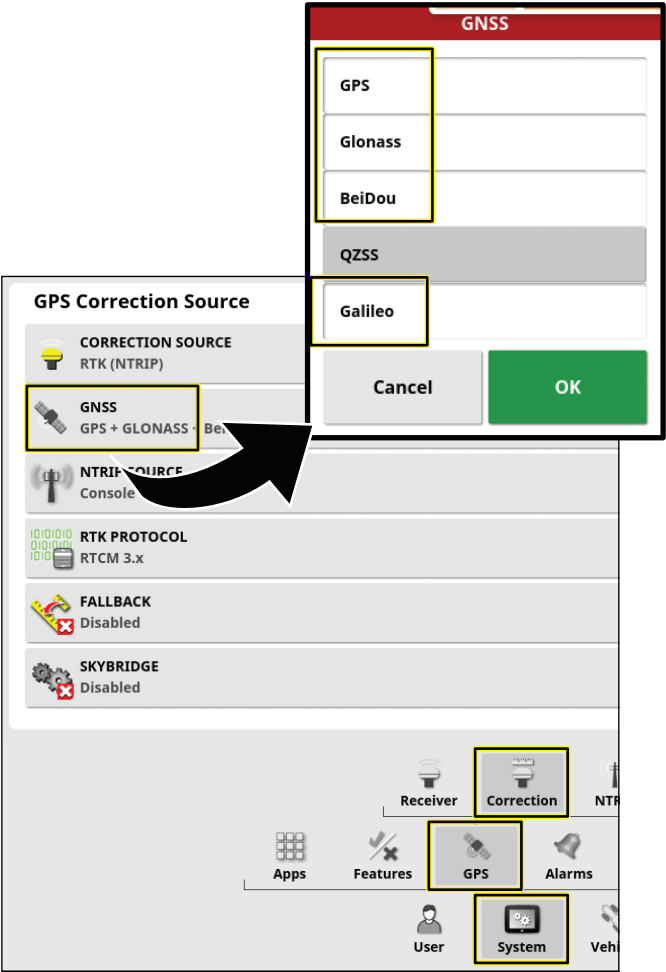 GNSS
GPS
Glonass
BeiDou
QZSS
Galileo
Cancel OK
GPS Correction Source
CORRECTION SOURCE
RTK (NTRIP)
GNSS
GPS + GLONASS +
NTRIP SOURCE
Console
RTK PROTOCOL
RTCM 3.x
FALLBACK
Disabled
SKYBRIDGE
Disabled
Receiver Correction
Apps Features GPS Alarms
User System